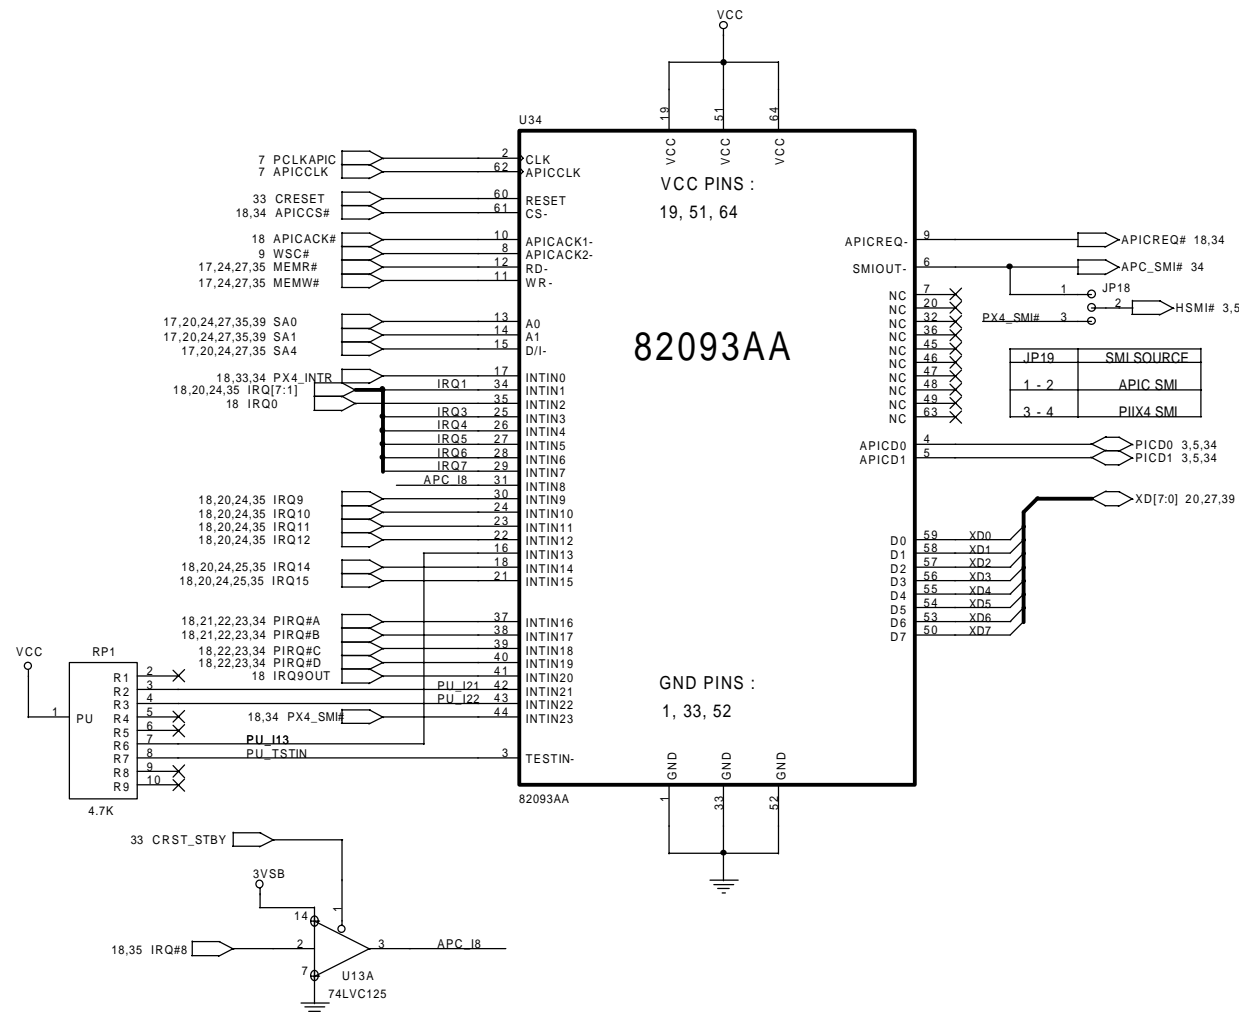 VCC
U34
19
51
64
VCC
VCC
VCC
VCC PINS :
19, 51, 64
7 PCLKAPIC
2
CLK
7 APICCLK
62
APICCLK
33 CRESET
60
RESET
18,34 APICCS#
61
CS-
18 APICACK#
10
APICACK1-
9 WSC#
8
APICACK2-
17,24,27,35 MEMR#
12
RD-
17,24,27,35 MEMW#
11
WR-
17,20,24,27,35,39 SA0
13
A0
17,20,24,27,35,39 SA1
14
A1
17,20,24,27,35 SA4
15
D/I-
18,33,34 PX4_INTR
17
INTIN0
18,20,24,35 IRQ[7:1]
IRQ1
34
INTIN1
18 IRQ0
35
INTIN2
IRQ3
25
INTIN3
IRQ4
26
INTIN4
IRQ5
27
INTIN5
IRQ6
28
INTIN6
IRQ7
29
INTIN7
APC_I8
31
INTIN8
18,20,24,35 IRQ9
30
INTIN9
18,20,24,35 IRQ10
24
INTIN10
18,20,24,35 IRQ11
23
INTIN11
18,20,24,35 IRQ12
22
INTIN12
16
INTIN13
18,20,24,25,35 IRQ14
18
INTIN14
18,20,24,25,35 IRQ15
21
INTIN15
18,21,22,23,34 PIRQ#A
37
INTIN16
18,21,22,23,34 PIRQ#B
38
INTIN17
18,22,23,34 PIRQ#C
39
INTIN18
18,22,23,34 PIRQ#D
40
INTIN19
18 IRQ9OUT
41
INTIN20
PU_I21
42
INTIN21
PU_I22
43
INTIN22
18,34 PX4_SMI#
44
INTIN23
PU_I13
PU_TSTIN
3
TESTIN-
82093AA
82093AA
APICREQ-
9
APICREQ# 18,34
SMIOUT-
6
APC_SMI# 34
JP18
1
2
HSMI# 3,5
PX4_SMI#
3
NC
7
NC
20
NC
32
NC
36
NC
45
NC
46
NC
47
NC
48
NC
49
NC
63
JP19 SMI SOURCE
1 - 2 APIC SMI
3 - 4 PIIX4 SMI
APICD0
4
PICD0 3,5,34
APICD1
5
PICD1 3,5,34
XD[7:0] 20,27,39
D0
59
XD0
D1
58
XD1
D2
57
XD2
D3
56
XD3
D4
55
XD4
D5
54
XD5
D6
53
XD6
D7
50
XD7
GND PINS :
1, 33, 52
GND
GND
GND
1
33
52
VCC
RP1
1
PU
R1
2
R2
3
R3
4
R4
5
R5
6
R6
7
R7
8
R8
9
R9
10
4.7K
33 CRST_STBY
3VSB
14
1
18,35 IRQ#8
2
3
APC_I8
7
U13A
74LVC125